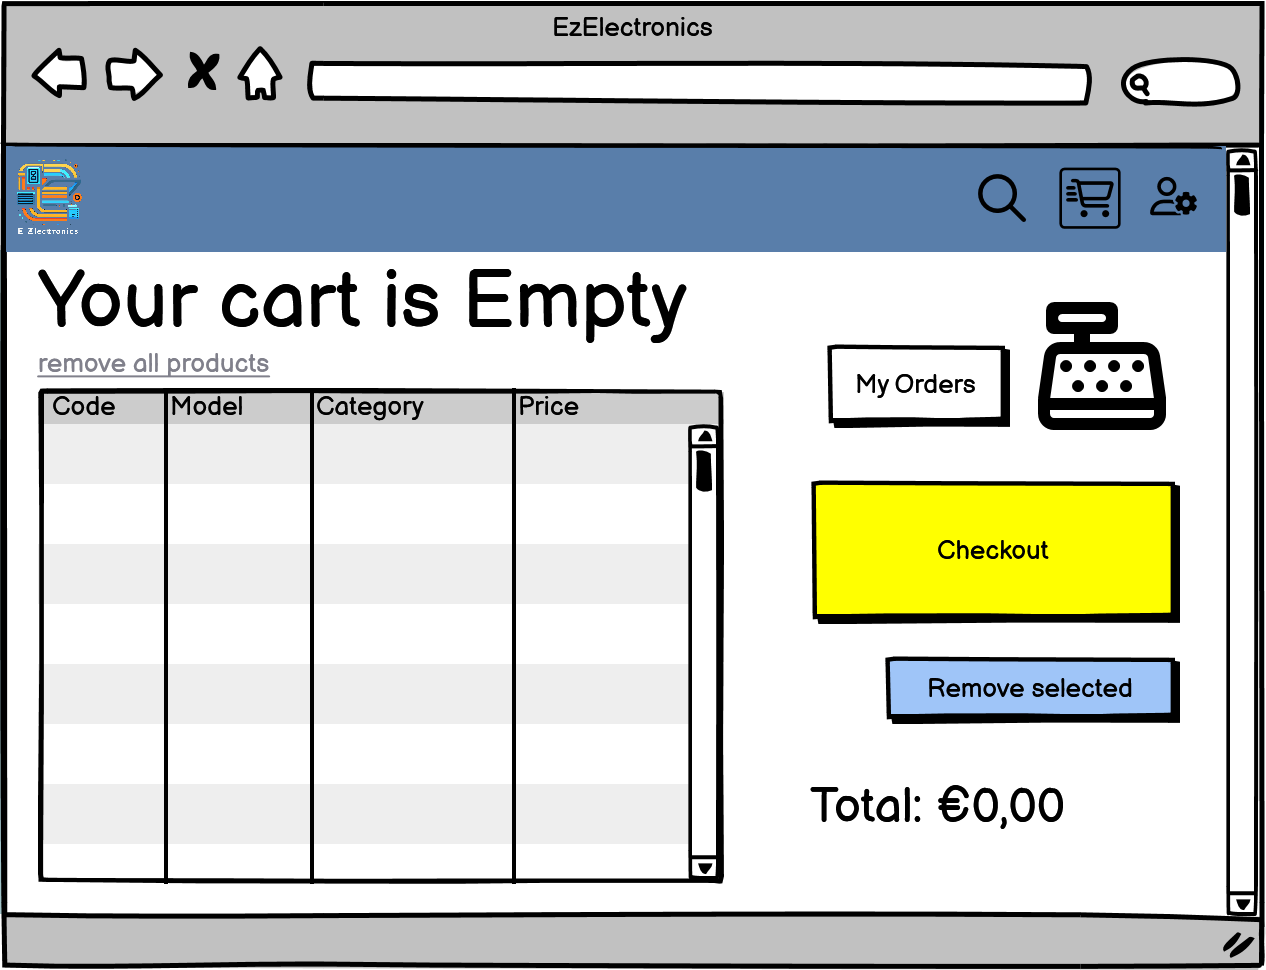 EzElectronics
E Zlectronics
Your cart is Empty
remove all products
Code Model Category Price
My Orders
Checkout
Remove selected
Total: €0,00